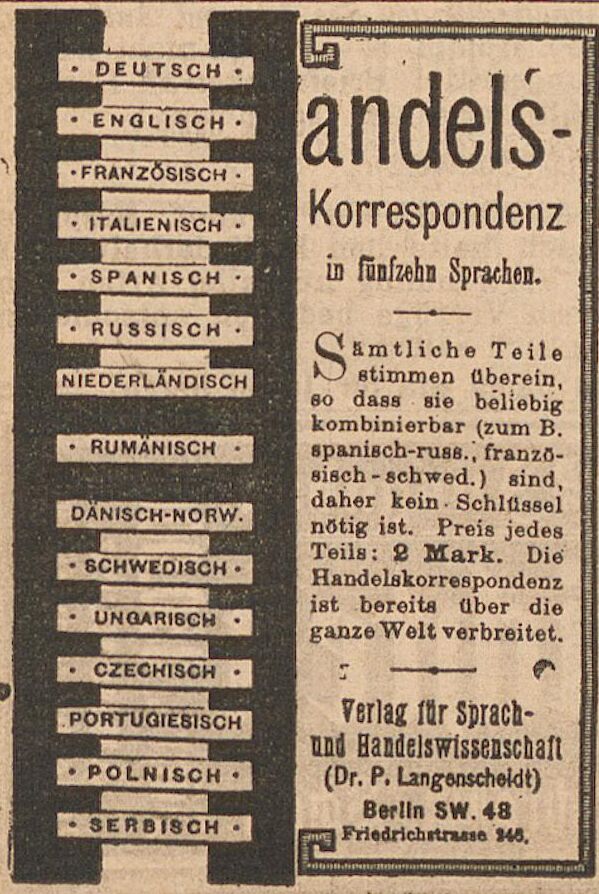 DEUTSCH
ENGLISCH
FRANZÖSISCH
ITALIENISCH
SPANISCH
RUSSISCH
NIEDERLÄNDISCH
RUMÄNISCH
DÄNISCH-NORW.
SCHWEDISCH
UNGARISCH
CZECHISCH
PORTUGIESISCH
POLNISCH
SERBISCH
Handels-
Korrespondenz
in fünfzehn Sprachen.
Sämtliche Teile
stimmen überein,
so dass sie beliebig
kombinierbar (zum B.
spanisch-russ., franzö-
sisch-schwed.) sind,
daher kein Schlüssel
nötig ist. Preis jedes
Teils: 2 Mark. Die
Handelskorrespondenz
ist bereits über die
ganze Welt verbreitet.
Verlag für Sprach-
und Handelswissenschaft
(Dr. P. Langenscheidt)
Berlin SW. 48
Friedrichstrasse 246.